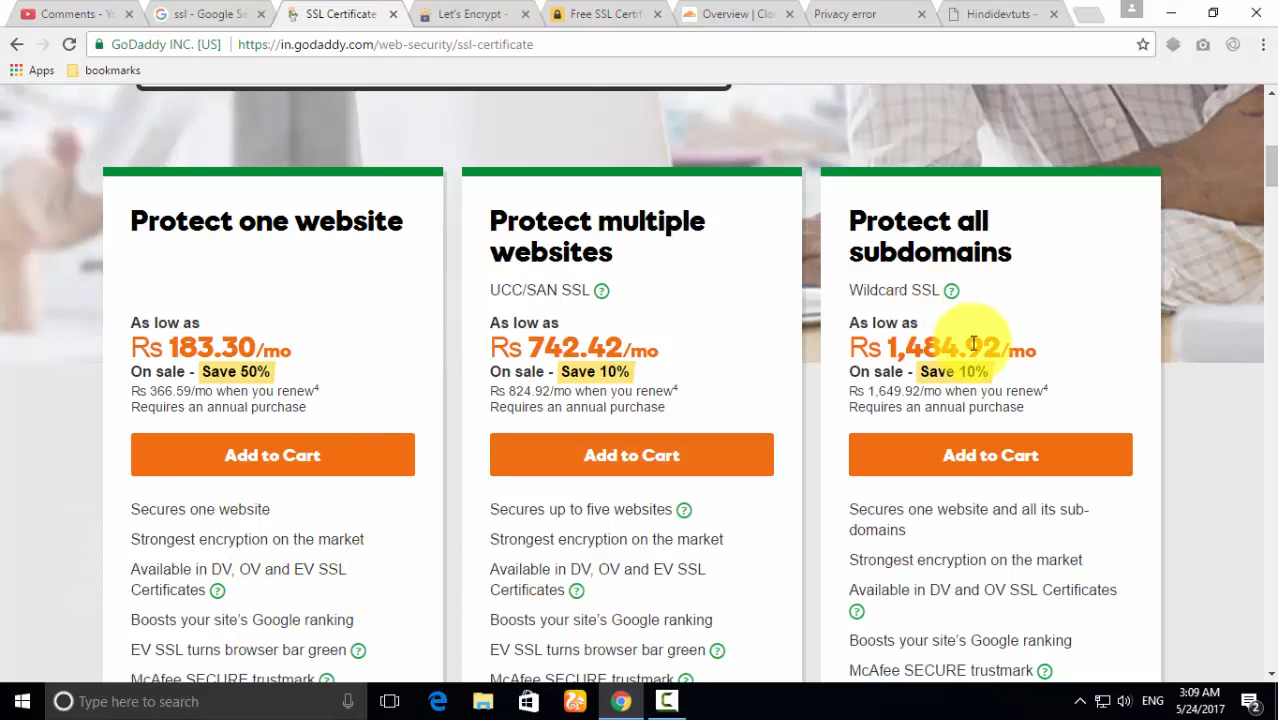 Comments - Y
ssl - Google Se
SSL Certificate
Let's Encrypt -
Free SSL Certif
Overview | Clo
Privacy error
Hindidevtuts -
GoDaddy INC. [US]
https://in.godaddy.com/web-security/ssl-certificate
Apps
bookmarks
Protect one website
As low as
Rs 183.30/mo
On sale - Save 50%
Rs 366.59/mo when you renew⁴
Requires an annual purchase
Add to Cart
Secures one website
Strongest encryption on the market
Available in DV, OV and EV SSL
Certificates ?
Boosts your site's Google ranking
EV SSL turns browser bar green ?
McAfee SECURE trustmark
Protect multiple
websites
UCC/SAN SSL ?
As low as
Rs 742.42/mo
On sale - Save 10%
Rs 824.92/mo when you renew⁴
Requires an annual purchase
Add to Cart
Secures up to five websites ?
Strongest encryption on the market
Available in DV, OV and EV SSL
Certificates ?
Boosts your site's Google ranking
EV SSL turns browser bar green ?
McAfee SECURE trustmark
Protect all
subdomains
Wildcard SSL ?
As low as
Rs 1,484.92/mo
On sale - Save 10%
Rs 1,649.92/mo when you renew⁴
Requires an annual purchase
Add to Cart
Secures one website and all its sub-
domains
Strongest encryption on the market
Available in DV and OV SSL Certificates
?
Boosts your site's Google ranking
McAfee SECURE trustmark ?
Type here to search
ENG
3:09 AM
5/24/2017
2